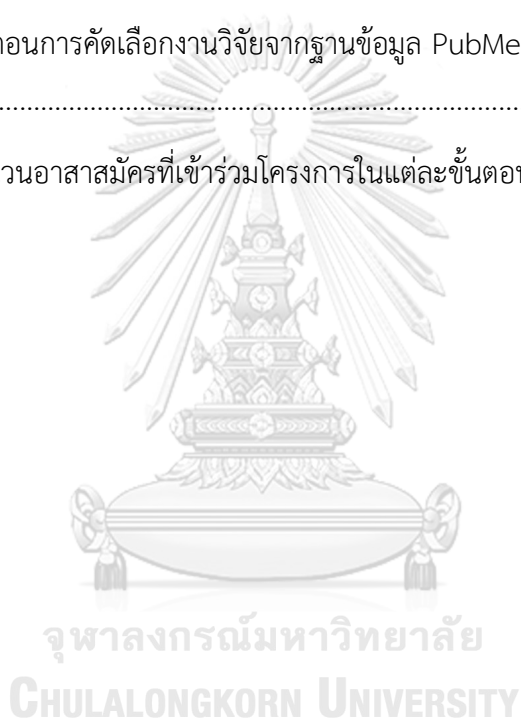 ตอนการคัดเลือกงานวิจัยจากฐานข้อมูล PubMe
....................................................................................
วนอาสาสมัครที่เข้าร่วมโครงการในแต่ละขั้นตอน
จุฬาลงกรณ์มหาวิทยาลัย
CHULALONGKORN UNIVERSITY